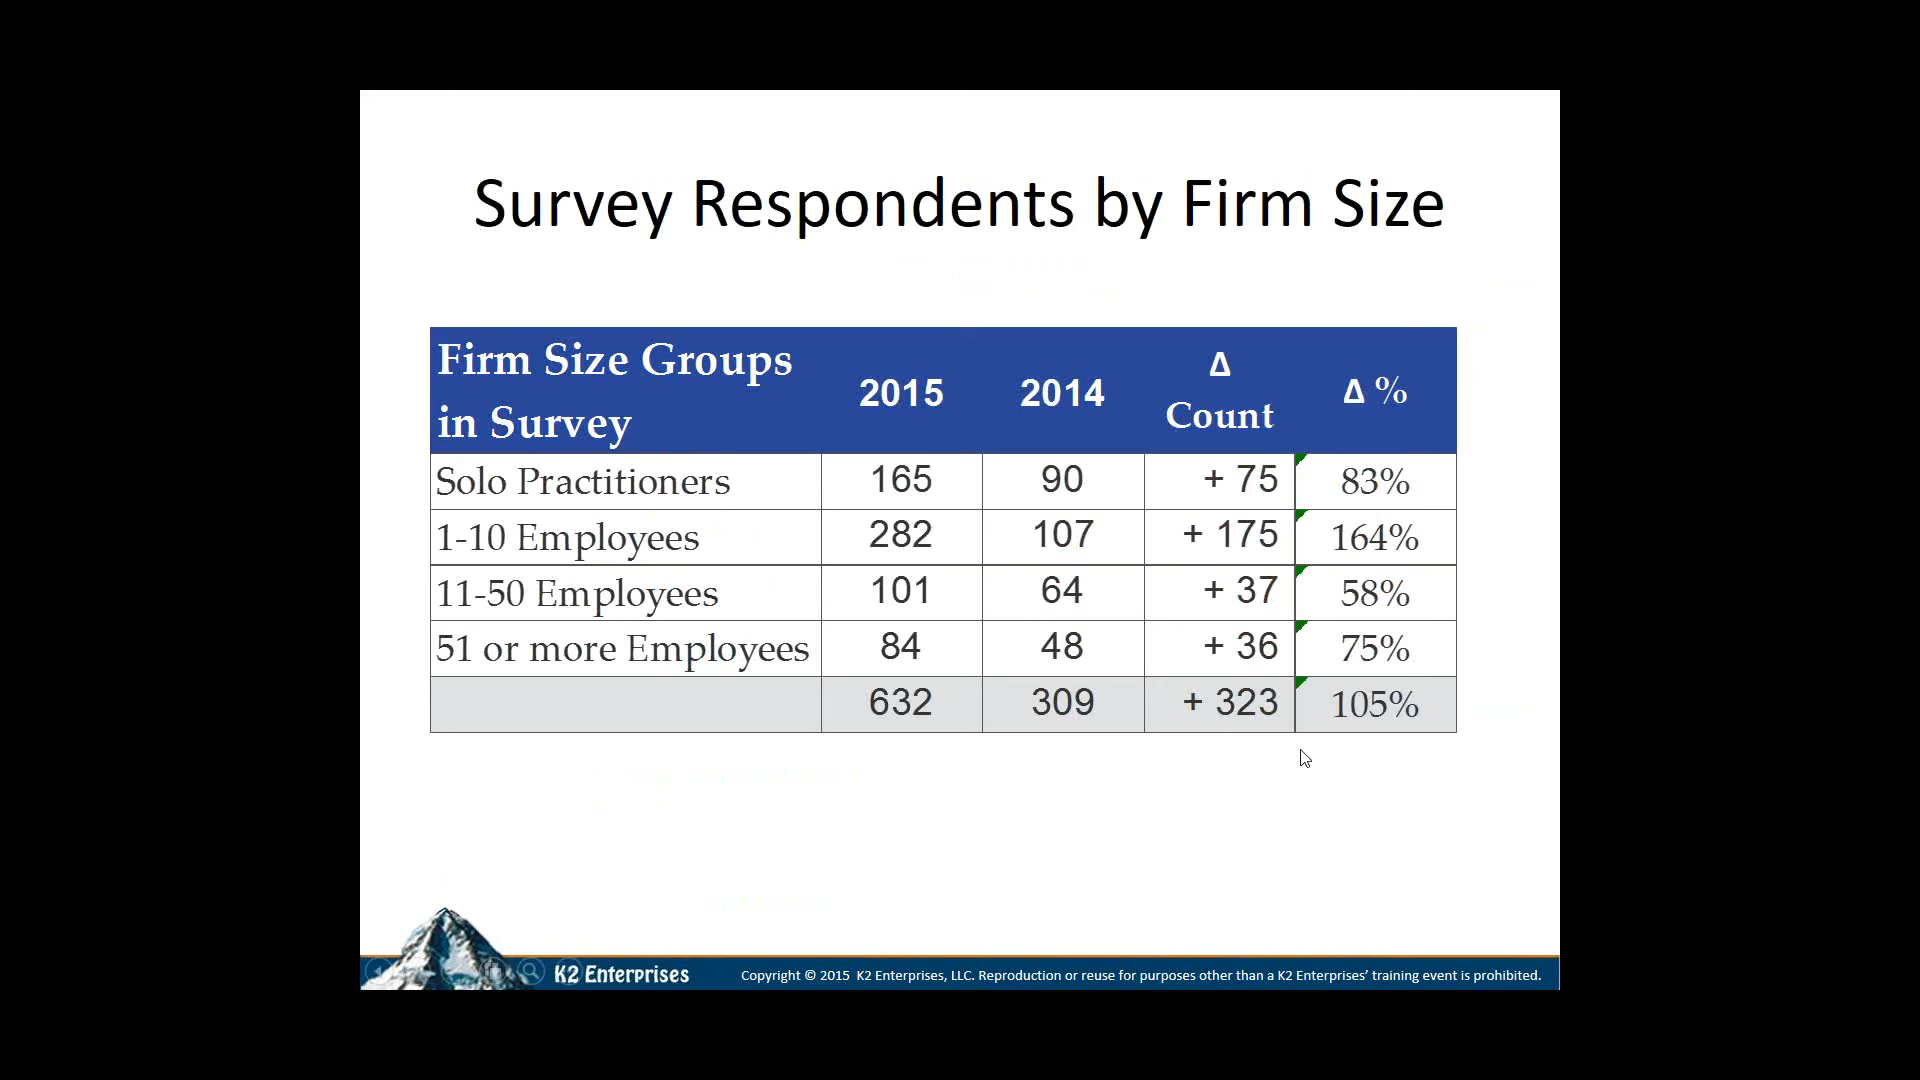 Survey Respondents by Firm Size
Firm Size Groups in Survey 2015 2014 Δ Count Δ %
Solo Practitioners 165 90 + 75 83%
1-10 Employees 282 107 + 175 164%
11-50 Employees 101 64 + 37 58%
51 or more Employees 84 48 + 36 75%
632 309 + 323 105%
K2 Enterprises Copyright © 2015 K2 Enterprises, LLC. Reproduction or reuse for purposes other than a K2 Enterprises’ training event is prohibited.